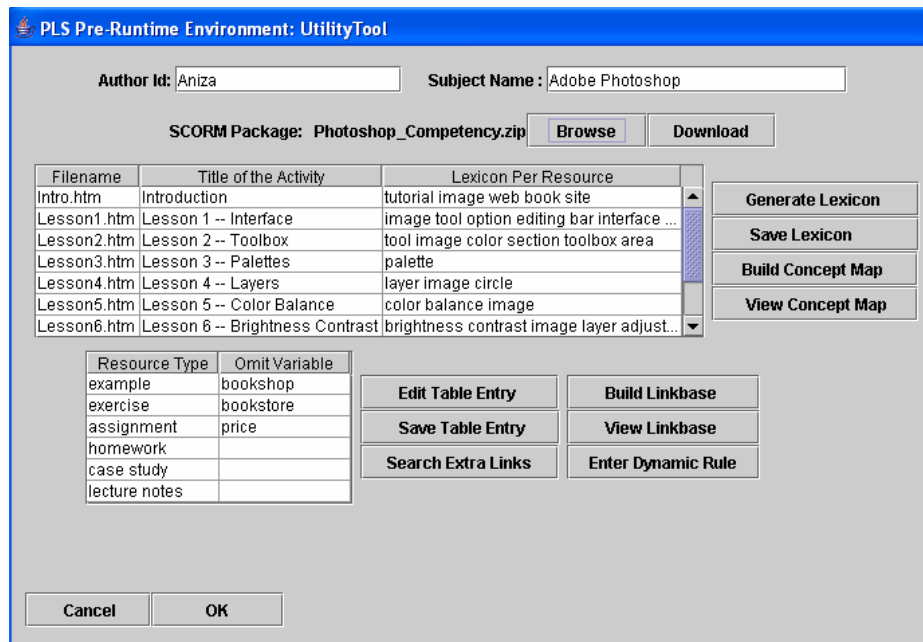 PLS Pre-Runtime Environment: UtilityTool
Author Id: Aniza Subject Name : Adobe Photoshop
SCORM Package: Photoshop_Competency.zip Browse Download
Filename Title of the Activity Lexicon Per Resource
Intro.htm Introduction tutorial image web book site
Lesson1.htm Lesson 1 -- Interface image tool option editing bar interface ...
Lesson2.htm Lesson 2 -- Toolbox tool image color section toolbox area
Lesson3.htm Lesson 3 -- Palettes palette
Lesson4.htm Lesson 4 -- Layers layer image circle
Lesson5.htm Lesson 5 -- Color Balance color balance image
Lesson6.htm Lesson 6 -- Brightness Contrast brightness contrast image layer adjust...
Generate Lexicon
Save Lexicon
Build Concept Map
View Concept Map
Resource Type Omit Variable
example bookshop
exercise bookstore
assignment price
homework
case study
lecture notes
Edit Table Entry Build Linkbase
Save Table Entry View Linkbase
Search Extra Links Enter Dynamic Rule
Cancel OK